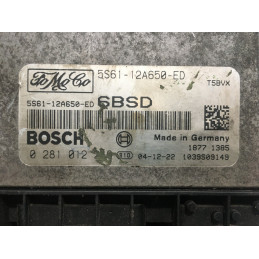 FoMoCo 5S61-12A650-ED
T5BVX
5S61-12A650-ED 6BSD
BOSCH Made in Germany
1877 1385
0 281 012 04-12-22 1039S09149